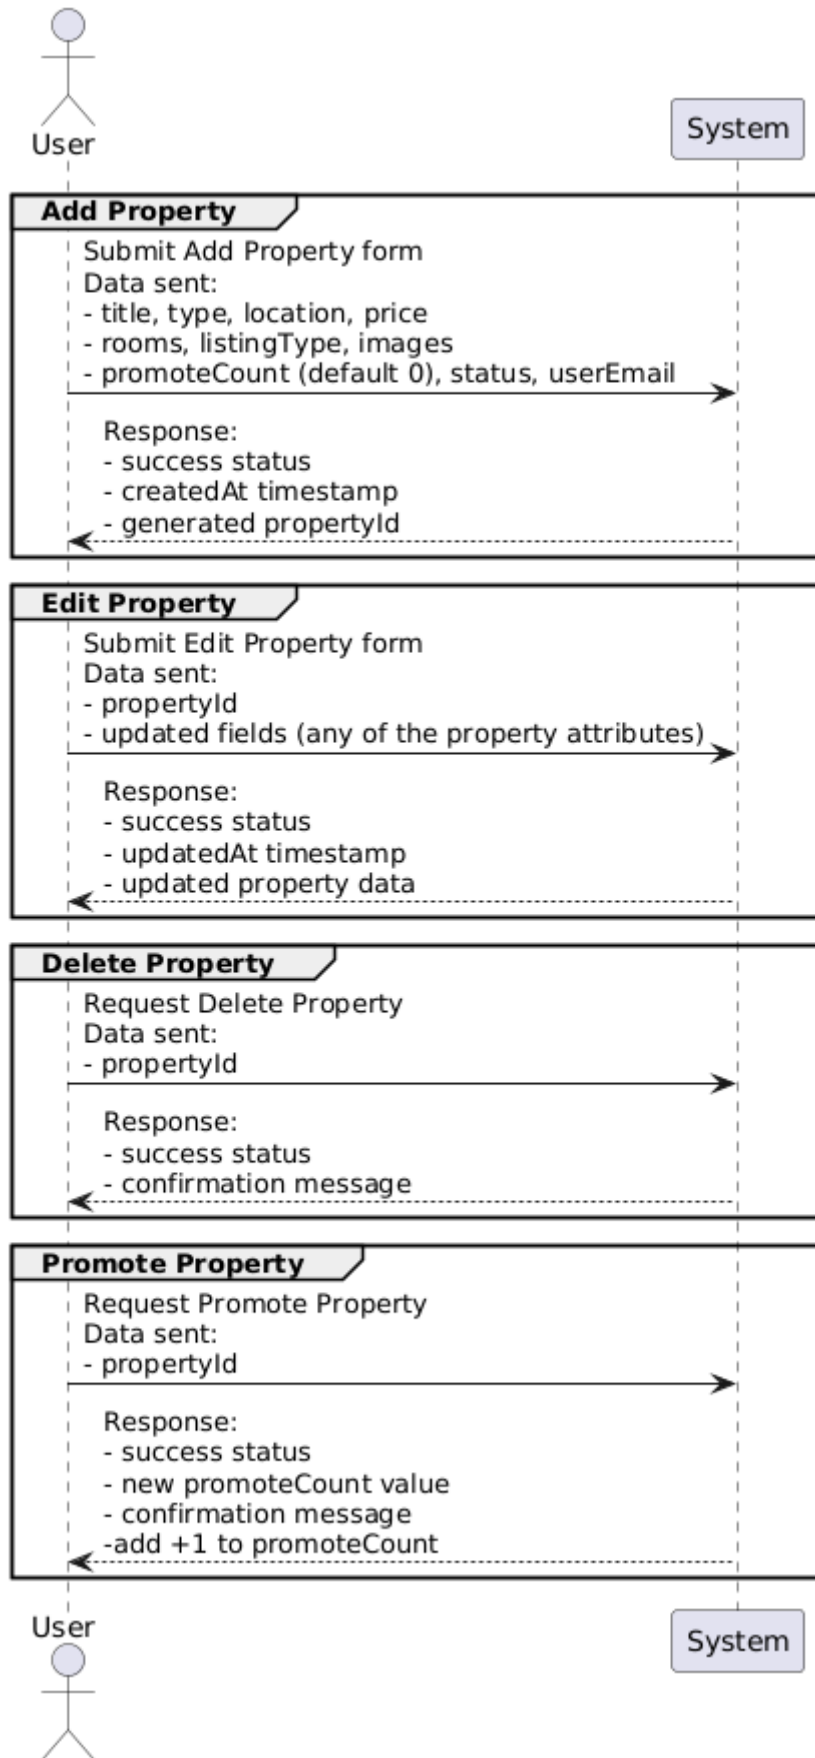 User
System
Add Property
Submit Add Property form
Data sent:
- title, type, location, price
- rooms, listingType, images
- promoteCount (default 0), status, userEmail
Response:
- success status
- createdAt timestamp
- generated propertyId
Edit Property
Submit Edit Property form
Data sent:
- propertyId
- updated fields (any of the property attributes)
Response:
- success status
- updatedAt timestamp
- updated property data
Delete Property
Request Delete Property
Data sent:
- propertyId
Response:
- success status
- confirmation message
Promote Property
Request Promote Property
Data sent:
- propertyId
Response:
- success status
- new promoteCount value
- confirmation message
-add +1 to promoteCount
User
System